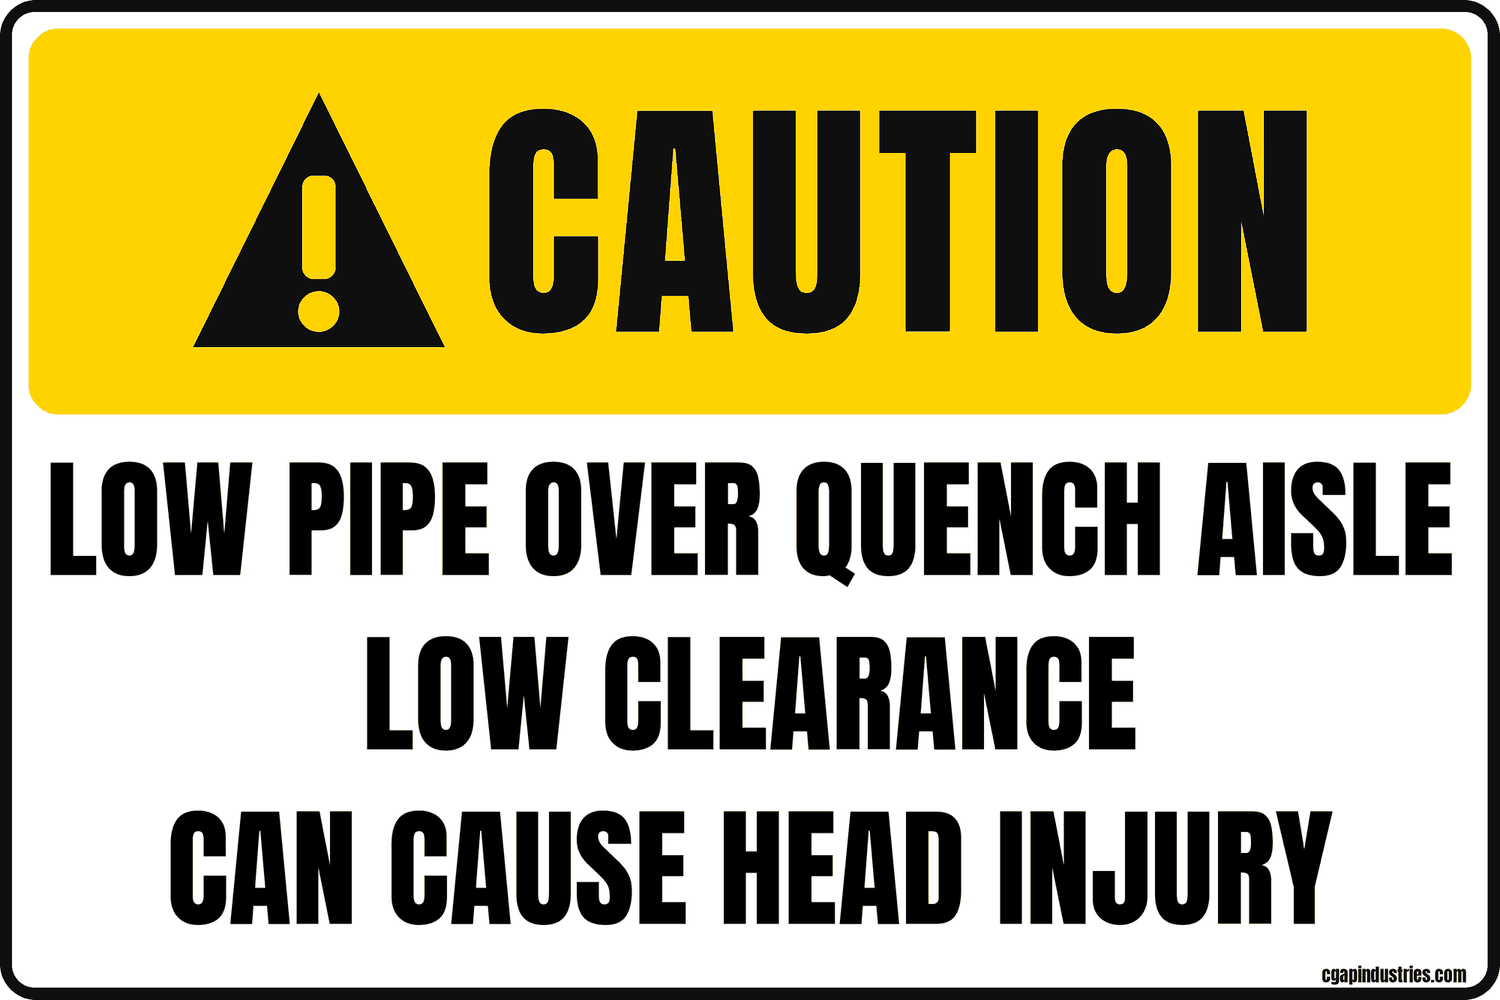 CAUTION
LOW PIPE OVER QUENCH AISLE
LOW CLEARANCE
CAN CAUSE HEAD INJURY
cgapindustries.com